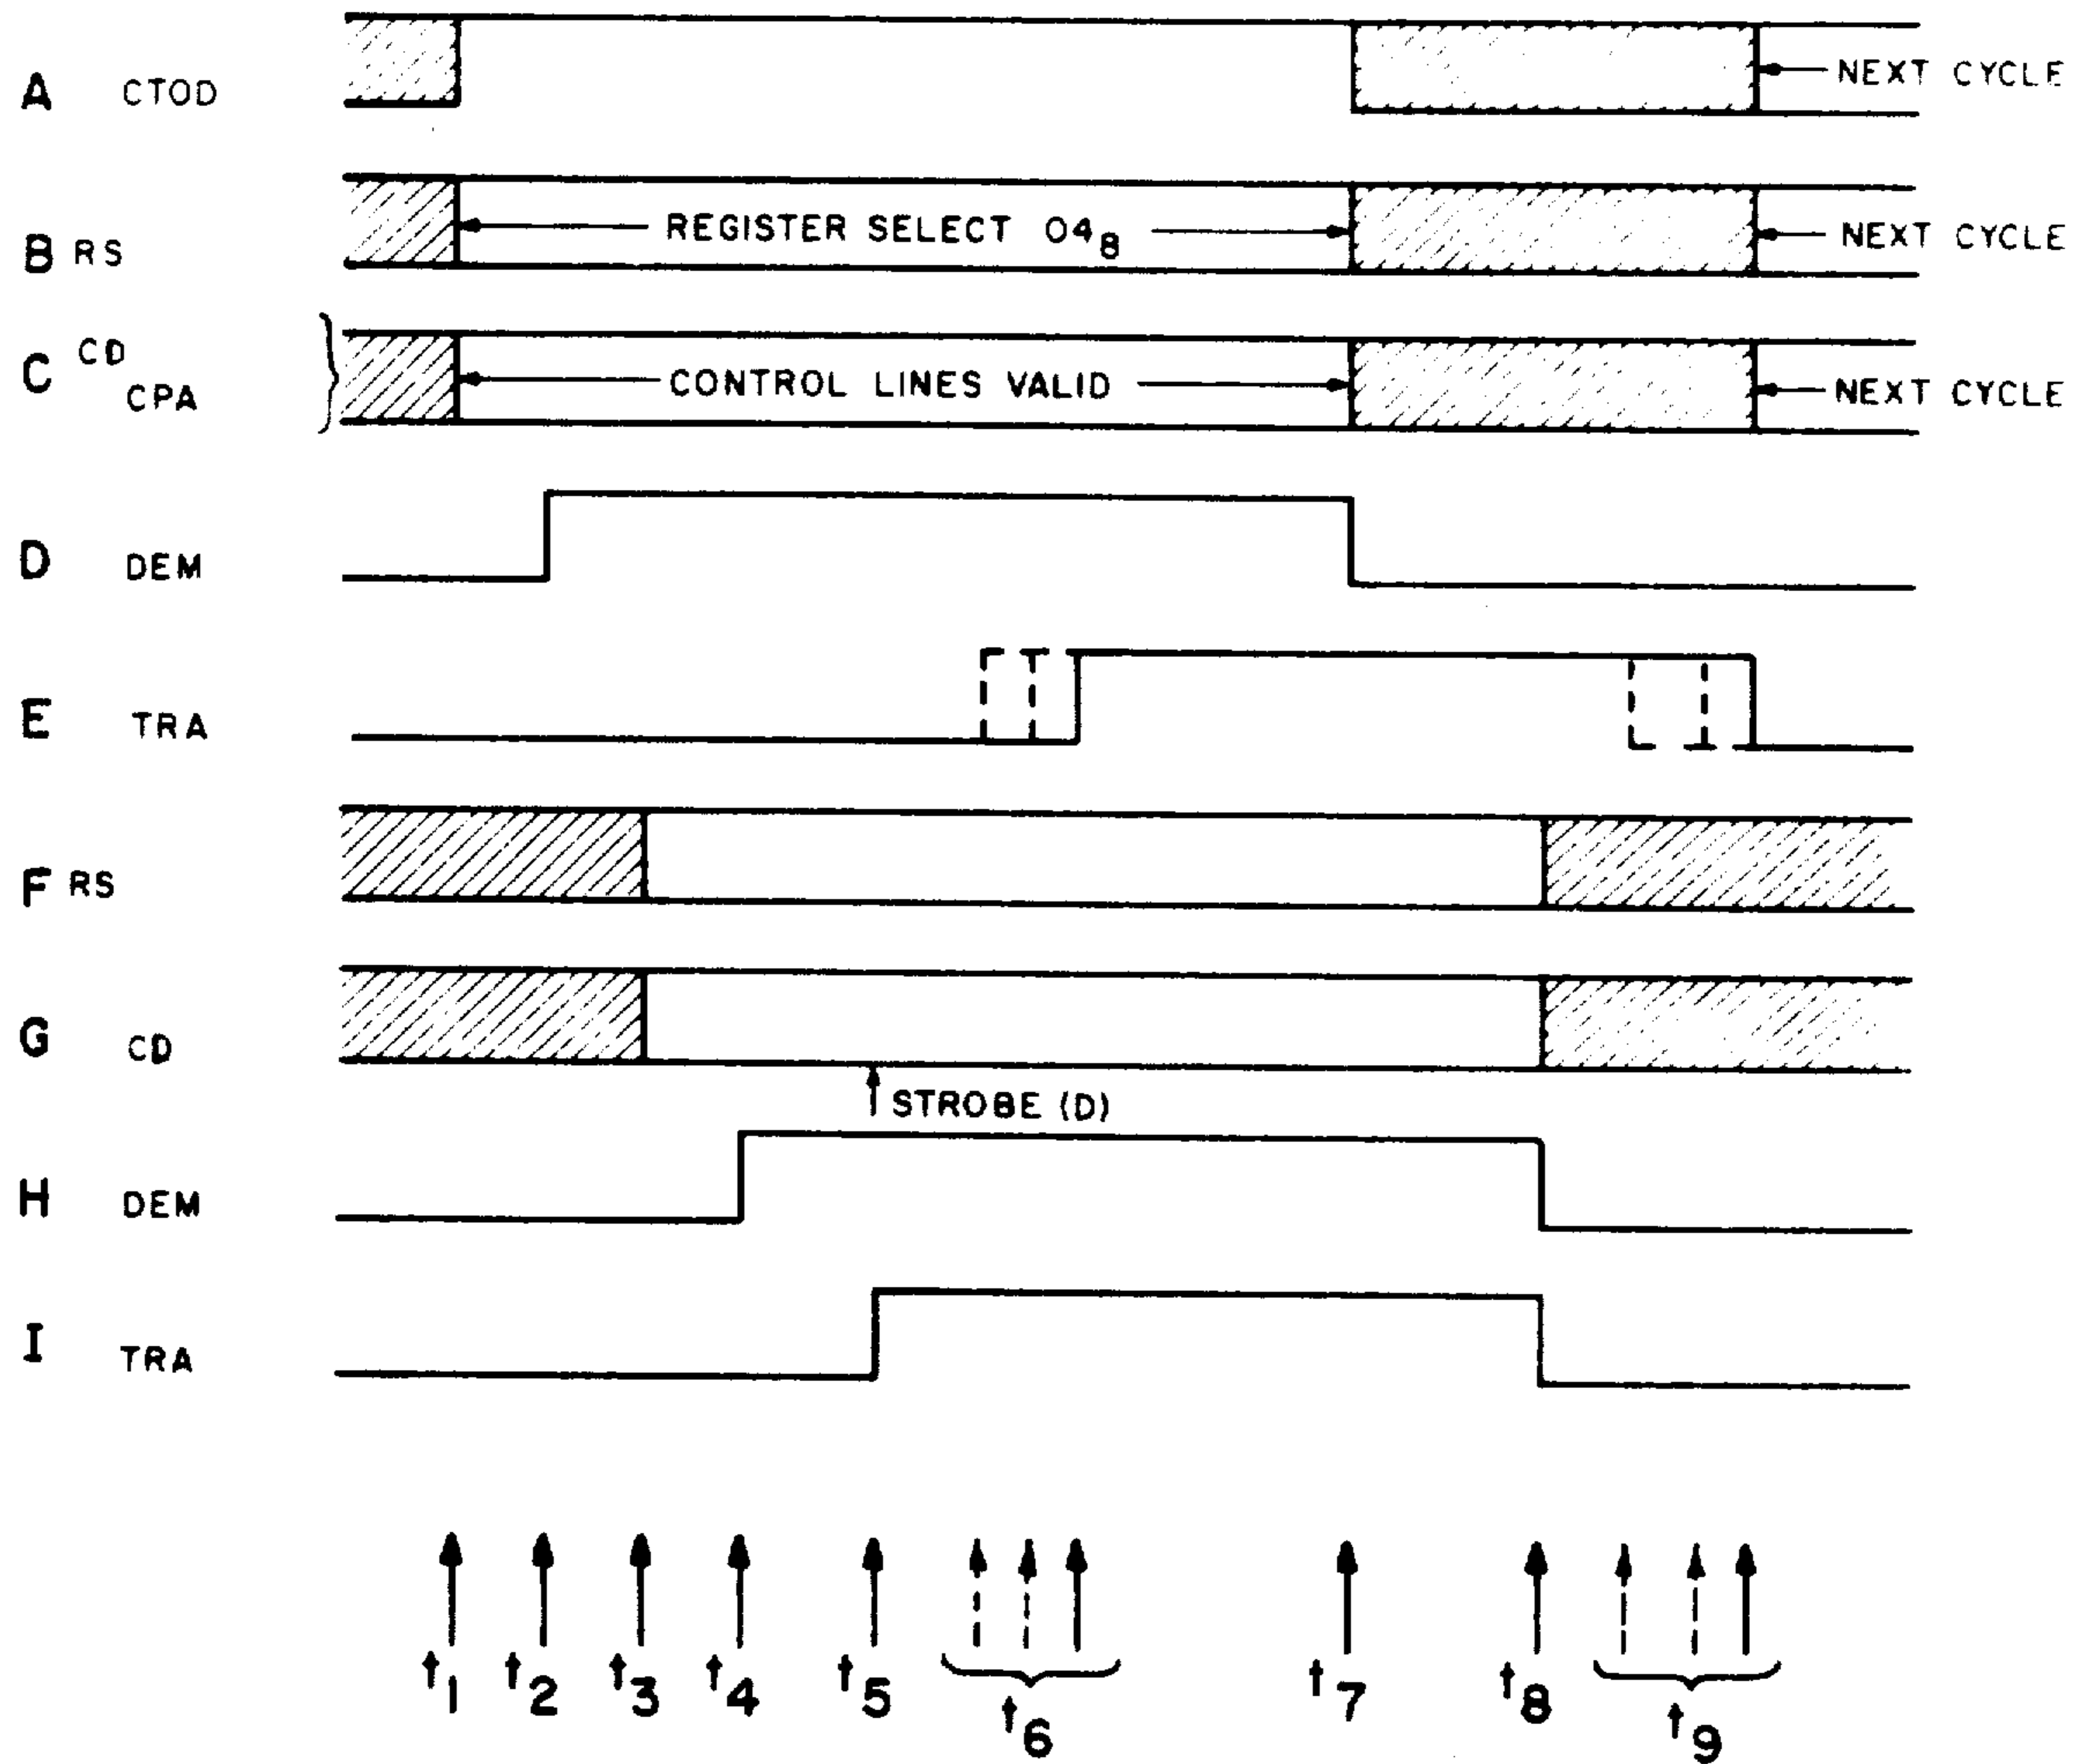 A CTOD NEXT CYCLE
B RS REGISTER SELECT 04₈ NEXT CYCLE
C CD CPA CONTROL LINES VALID NEXT CYCLE
D DEM
E TRA
F RS
G CD
STROBE (D)
H DEM
I TRA
t₁ t₂ t₃ t₄ t₅ t₆ t₇ t₈ t₉